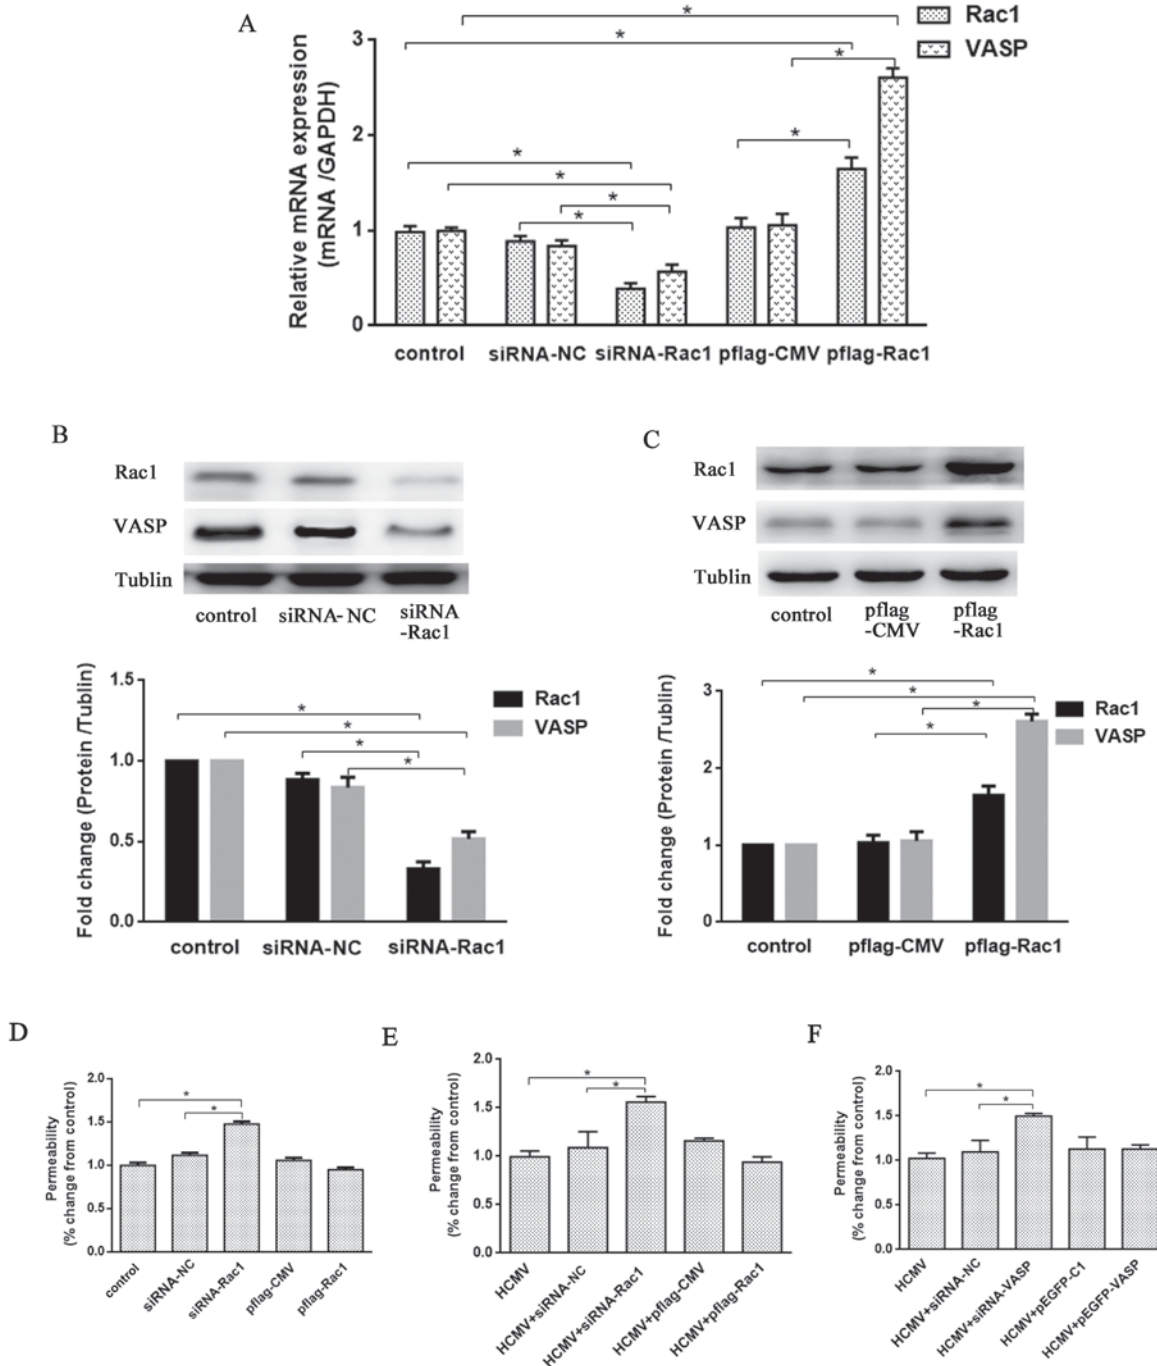 A
Relative mRNA expression
(mRNA /GAPDH)
3
2
1
0
*
*
*
*
*
*
*
*
Rac1
VASP
control siRNA-NC siRNA-Rac1 pflag-CMV pflag-Rac1
B
Rac1
VASP
Tublin
control siRNA-NC siRNA
-Rac1
Fold change (Protein /Tublin)
1.5
1.0
0.5
0.0
*
*
*
*
Rac1
VASP
control siRNA-NC siRNA-Rac1
C
Rac1
VASP
Tublin
control pflag
-CMV pflag
-Rac1
Fold change (Protein /Tublin)
3
2
1
0
*
*
*
*
Rac1
VASP
control pflag-CMV pflag-Rac1
D
Permeability
(% change from control)
2.0
1.5
1.0
0.5
0.0
*
*
control
siRNA-NC
siRNA-Rac1
pflag-CMV
pflag-Rac1
E
Permeability
(% change from control)
2.0
1.5
1.0
0.5
0.0
*
*
HCMV
HCMV+siRNA-NC
HCMV+siRNA-Rac1
HCMV+pflag-CMV
HCMV+pflag-Rac1
F
Permeability
(% change from control)
2.0
1.5
1.0
0.5
0.0
*
*
HCMV
HCMV+siRNA-NC
HCMV+siRNA-VASP
HCMV+pEGFP-C1
HCMV+pEGFP-VASP